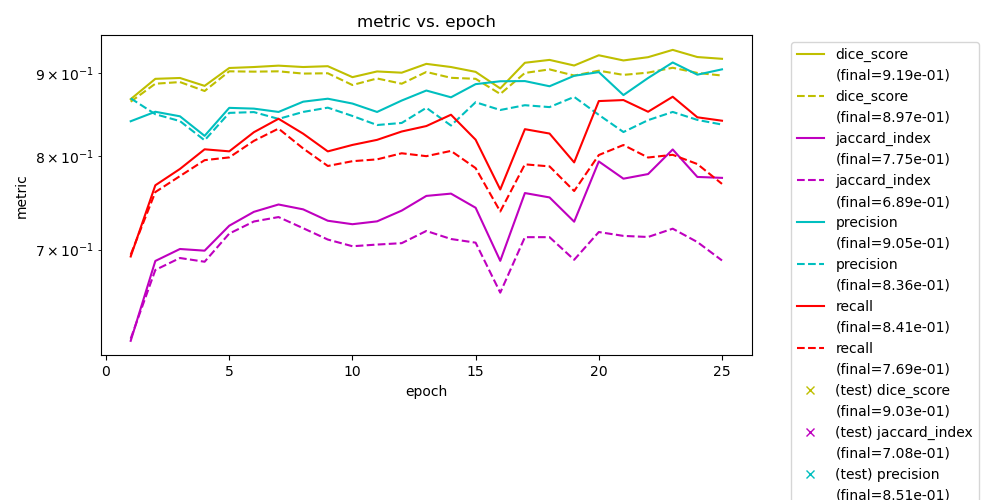 metric vs. epoch
9 × 10⁻¹
8 × 10⁻¹
7 × 10⁻¹
metric
0 5 10 15 20 25
epoch
dice_score
(final=9.19e-01)
dice_score
(final=8.97e-01)
jaccard_index
(final=7.75e-01)
jaccard_index
(final=6.89e-01)
precision
(final=9.05e-01)
precision
(final=8.36e-01)
recall
(final=8.41e-01)
recall
(final=7.69e-01)
(test) dice_score
(final=9.03e-01)
(test) jaccard_index
(final=7.08e-01)
(test) precision
(final=8.51e-01)